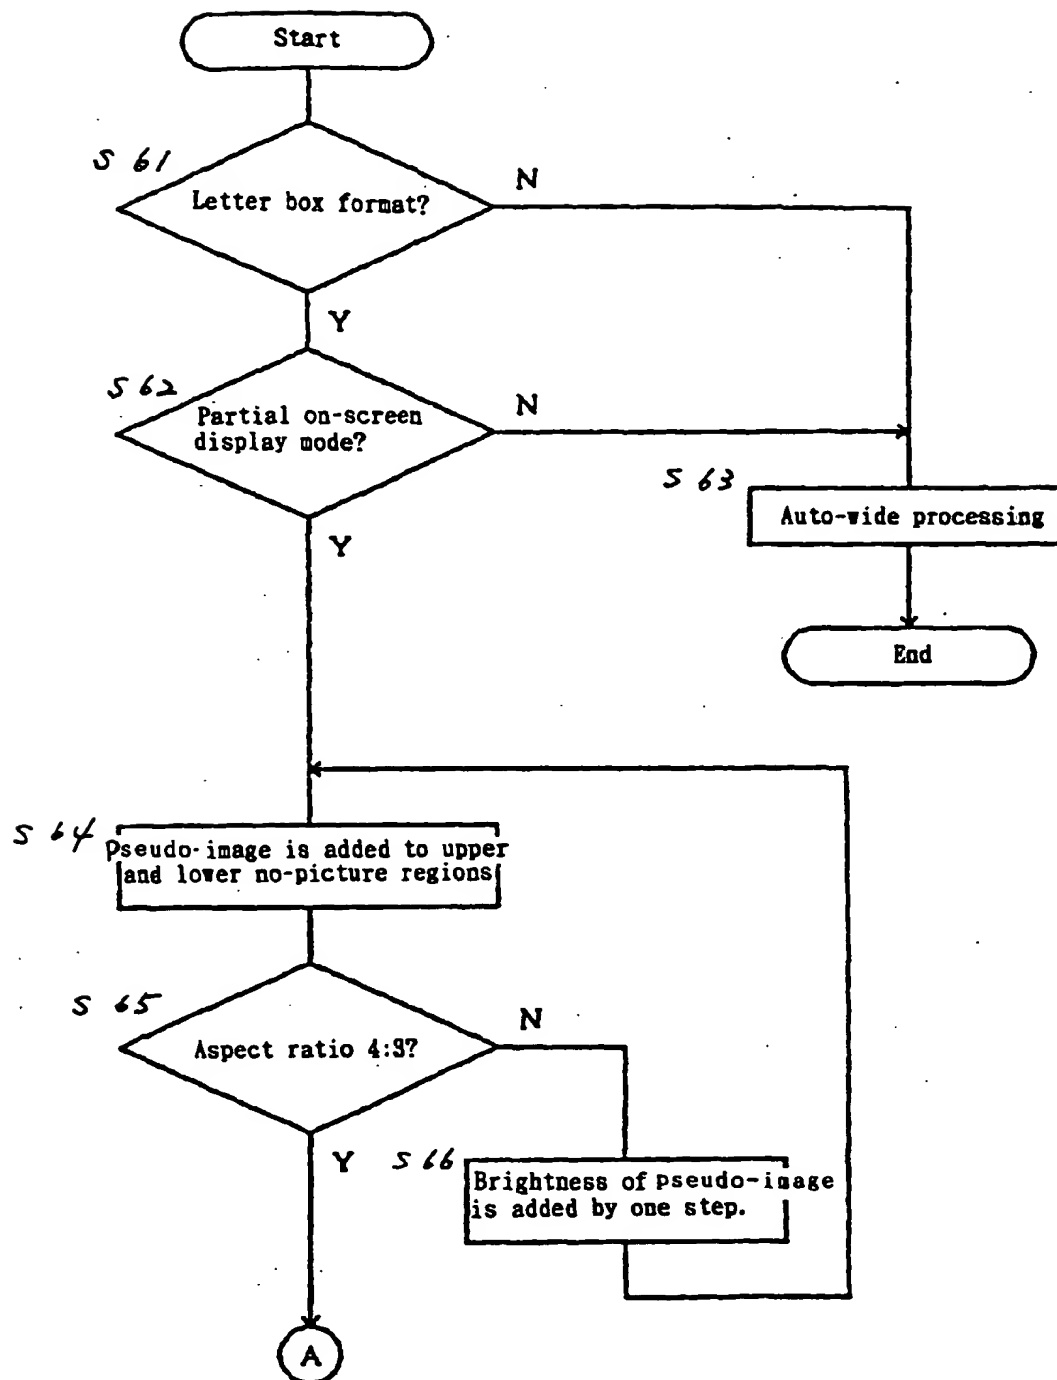 Start
S 61
Letter box format?
N
Y
S 62
Partial on-screen
display mode?
N
Y
S 63
Auto-wide processing
End
S 64
Pseudo-image is added to upper
and lower no-picture regions
S 65
Aspect ratio 4:3?
N
Y
S 66
Brightness of pseudo-image
is added by one step.
A